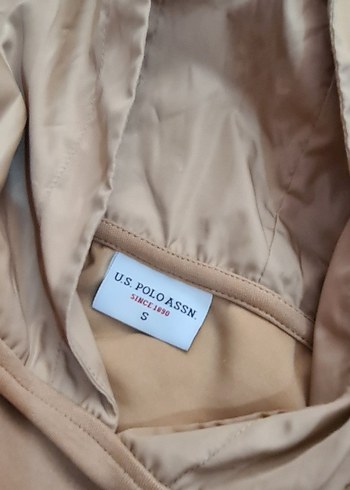 U.S. POLO ASSN.
SINCE 1890
S